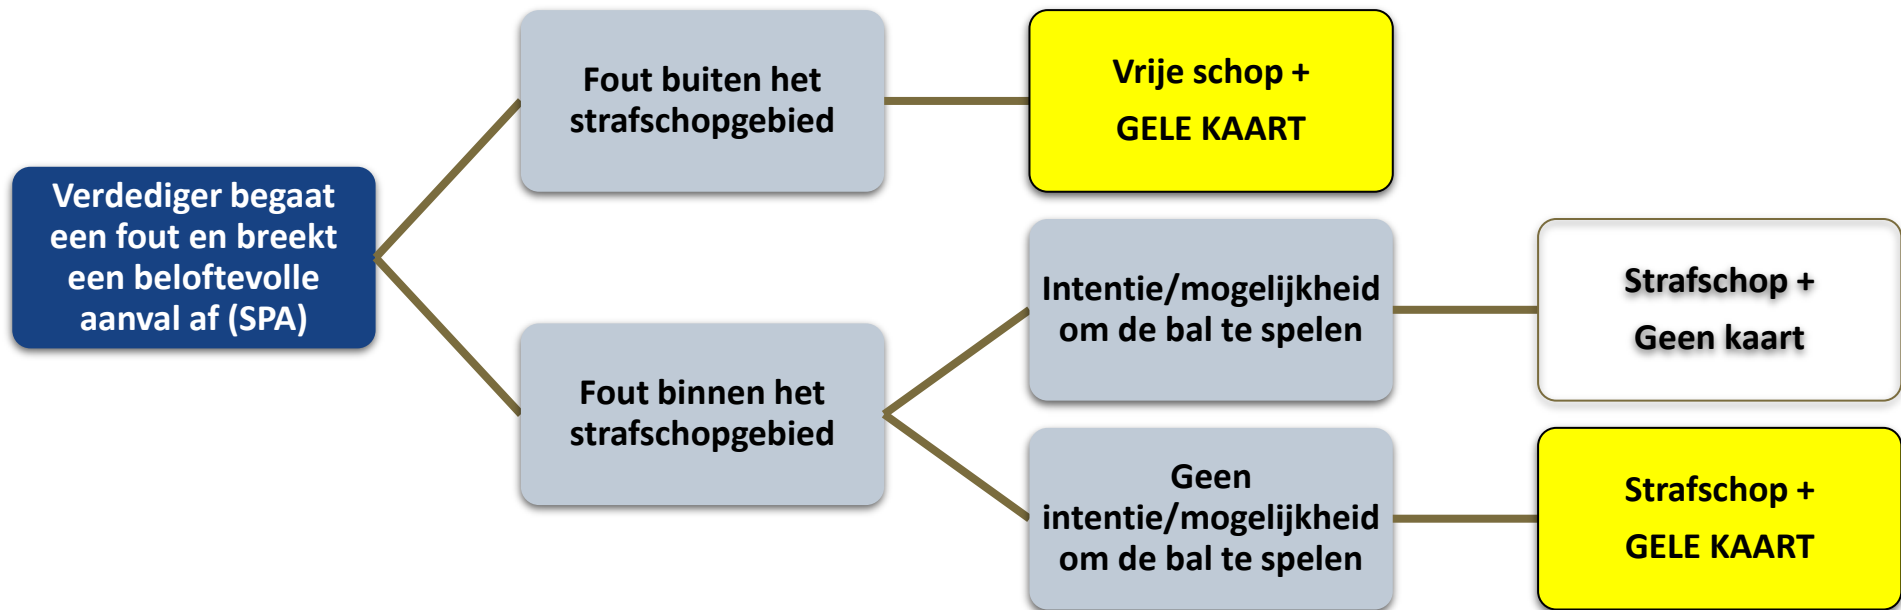 Verdediger begaat
een fout en breekt
een beloftevolle
aanval af (SPA)
Fout buiten het
strafschopgebied
Vrije schop +
GELE KAART
Fout binnen het
strafschopgebied
Intentie/mogelijkheid
om de bal te spelen
Strafschop +
Geen kaart
Geen
intentie/mogelijkheid
om de bal te spelen
Strafschop +
GELE KAART